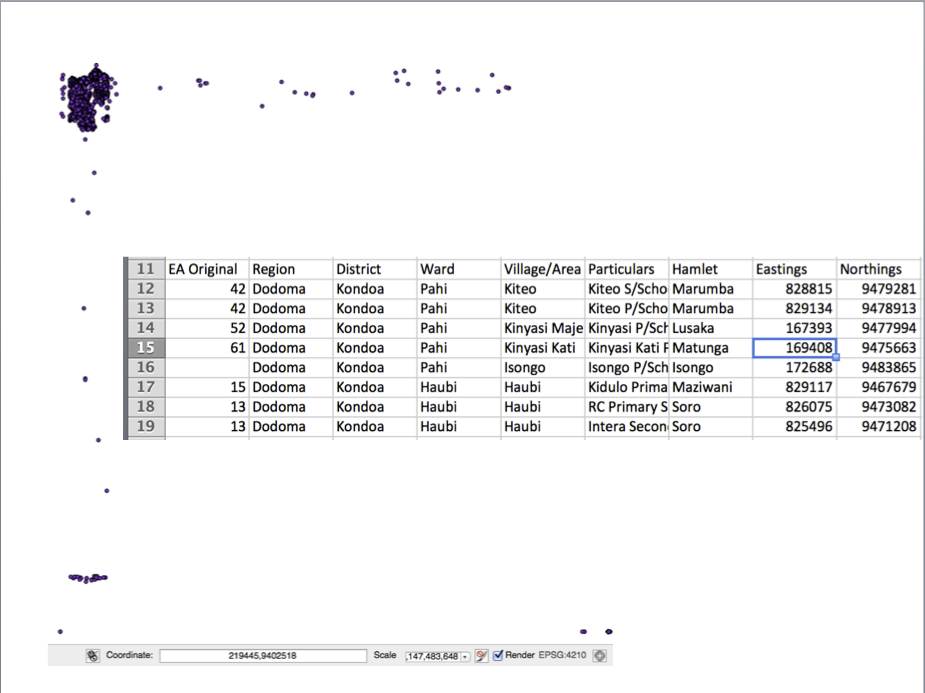 11 EA Original Region District Ward Village/Area Particulars Hamlet Eastings Northings
12 42 Dodoma Kondoa Pahi Kiteo Kiteo S/Scho Marumba 828815 9479281
13 42 Dodoma Kondoa Pahi Kiteo Kiteo P/Scho Marumba 829134 9478913
14 52 Dodoma Kondoa Pahi Kinyasi Maje Kinyasi P/Sch Lusaka 167393 9477994
15 61 Dodoma Kondoa Pahi Kinyasi Kati Kinyasi Kati P Matunga 169408 9475663
16 Dodoma Kondoa Pahi Isongo Isongo P/Sch Isongo 172688 9483865
17 15 Dodoma Kondoa Haubi Haubi Kidulo Prima Maziwani 829117 9467679
18 13 Dodoma Kondoa Haubi Haubi RC Primary S Soro 826075 9473082
19 13 Dodoma Kondoa Haubi Haubi Intera Secon Soro 825496 9471208
Coordinate: 219445,9402518 Scale ,147,483,648 Render EPSG:4210